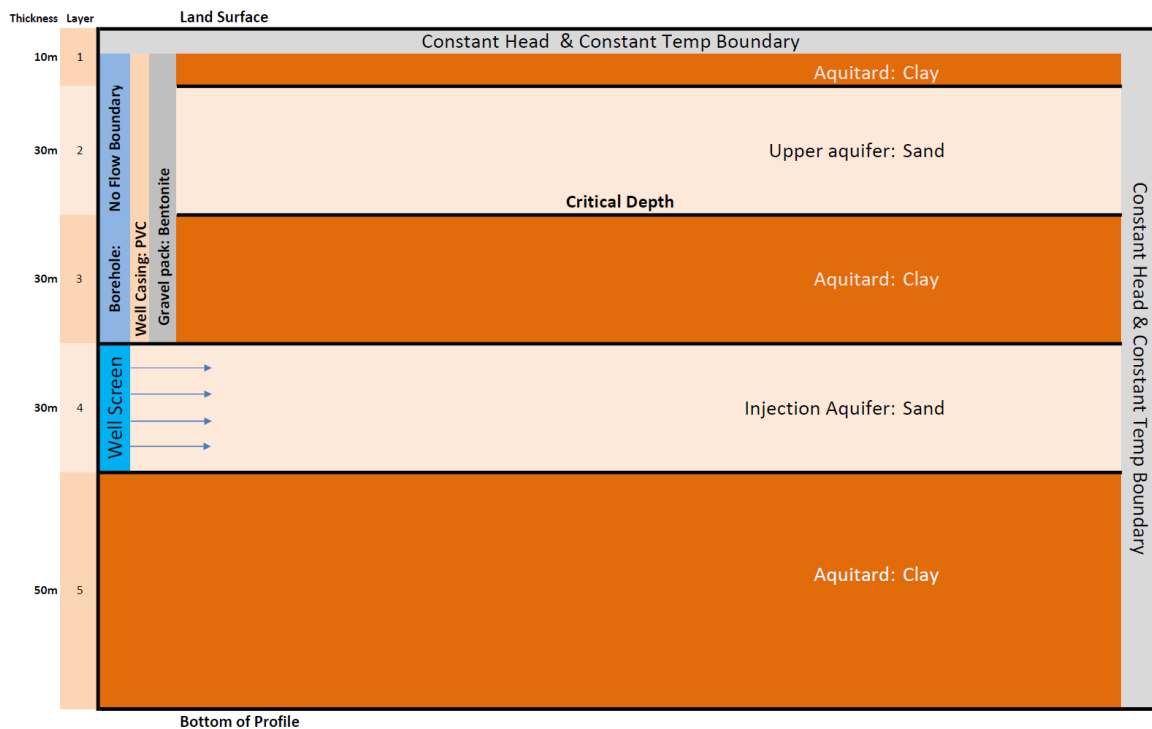 Thickness Layer
Land Surface
Constant Head & Constant Temp Boundary
10m 1
Aquitard: Clay
30m 2
Upper aquifer: Sand
Critical Depth
30m 3
Aquitard: Clay
Borehole: No Flow Boundary
Well Casing: PVC
Gravel pack: Bentonite
Constant Head & Constant Temp Boundary
30m 4
Well Screen
Injection Aquifer: Sand
50m 5
Aquitard: Clay
Bottom of Profile